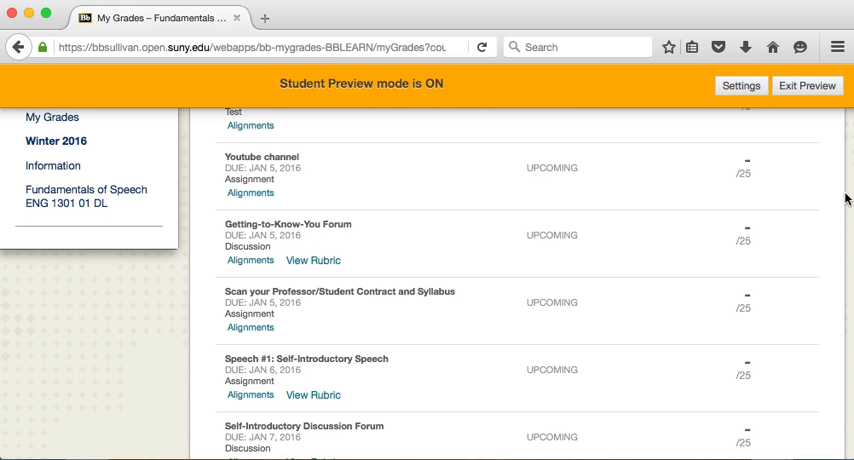 Bb My Grades – Fundamentals ...
https://bbsullivan.open.suny.edu/webapps/bb-mygrades-BBLEARN/myGrades?cou
Search
Student Preview mode is ON
Settings
Exit Preview
My Grades
Winter 2016
Information
Fundamentals of Speech
ENG 1301 01 DL
Test
Alignments
Youtube channel
DUE: JAN 5, 2016
UPCOMING
-
Assignment
/25
Alignments
Getting-to-Know-You Forum
DUE: JAN 5, 2016
UPCOMING
-
Discussion
/25
Alignments View Rubric
Scan your Professor/Student Contract and Syllabus
DUE: JAN 5, 2016
UPCOMING
-
Assignment
/25
Alignments
Speech #1: Self-Introductory Speech
DUE: JAN 6, 2016
UPCOMING
-
Assignment
/25
Alignments View Rubric
Self-Introductory Discussion Forum
DUE: JAN 7, 2016
UPCOMING
-
Discussion
/25